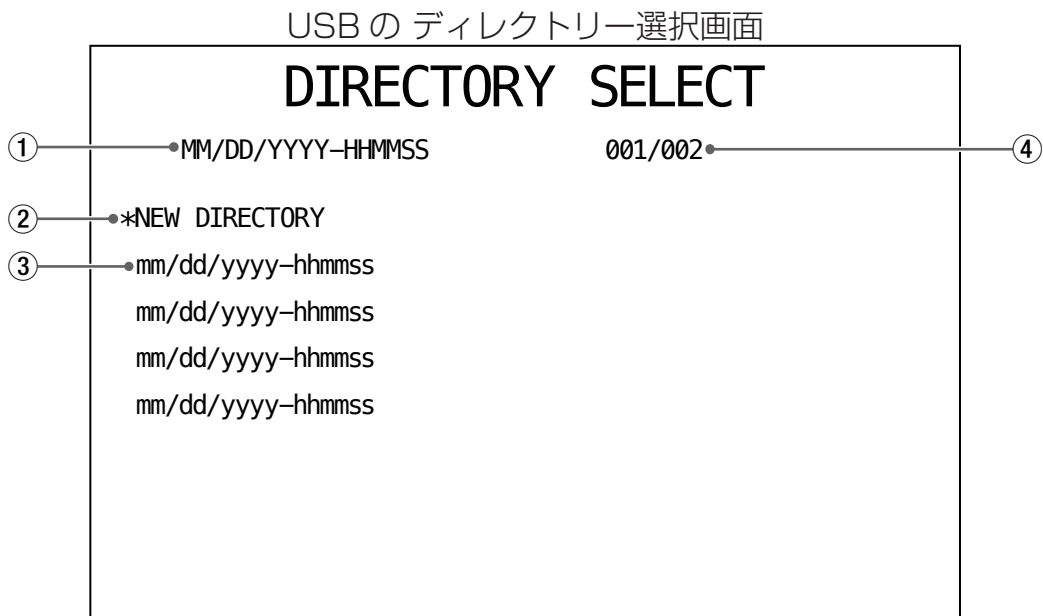 USB の ディレクトリー選択画面
DIRECTORY SELECT
① MM/DD/YYYY–HHMMSS 001/002 ④
② *NEW DIRECTORY
③ mm/dd/yyyy–hhmmss
mm/dd/yyyy–hhmmss
mm/dd/yyyy–hhmmss
mm/dd/yyyy–hhmmss